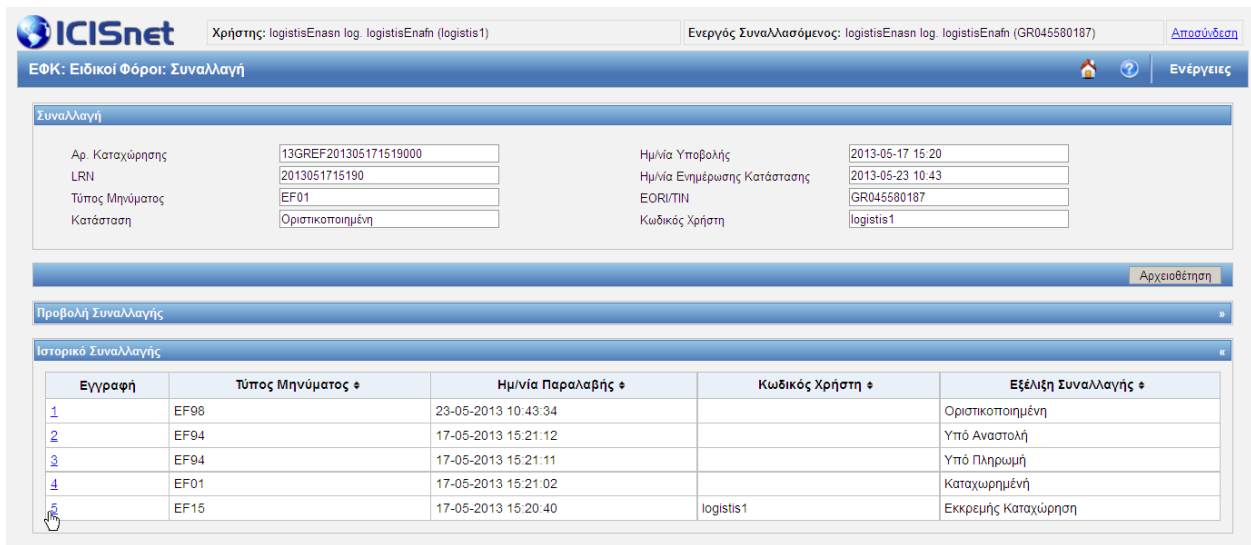 ICISnet Χρήστης: logistisEnasn log. logistisEnafn (logistis1) Ενεργός Συναλλασόμενος: logistisEnasn log. logistisEnafn (GR045580187) Αποσύνδεση
ΕΦΚ: Ειδικοί Φόροι: Συναλλαγή ? Ενέργειες
Συναλλαγή
Αρ. Καταχώρησης 13GREF201305171519000 Ημ/νία Υποβολής 2013-05-17 15:20
LRN 2013051715190 Ημ/νία Ενημέρωσης Κατάστασης 2013-05-23 10:43
Τύπος Μηνύματος EF01 EORI/TIN GR045580187
Κατάσταση Οριστικοποιημένη Κωδικός Χρήστη logistis1
Αρχειοθέτηση
Προβολή Συναλλαγής »
Ιστορικό Συναλλαγής «
Εγγραφή Τύπος Μηνύματος Ημ/νία Παραλαβής Κωδικός Χρήστη Εξέλιξη Συναλλαγής
1 EF98 23-05-2013 10:43:34 Οριστικοποιημένη
2 EF94 17-05-2013 15:21:12 Υπό Αναστολή
3 EF94 17-05-2013 15:21:11 Υπό Πληρωμή
4 EF01 17-05-2013 15:21:02 Καταχωρημένή
5 EF15 17-05-2013 15:20:40 logistis1 Εκκρεμής Καταχώρηση